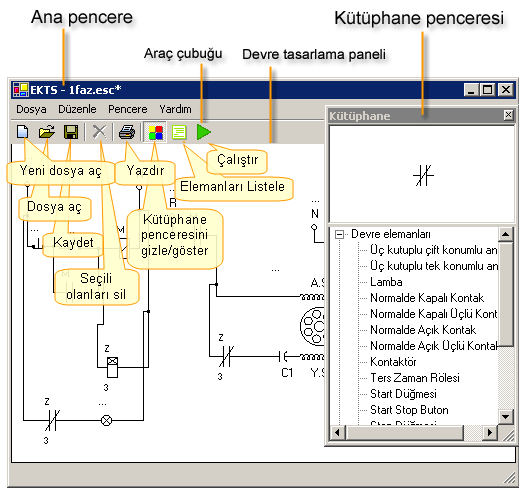 Ana pencere
Kütüphane penceresi
Araç çubuğu
Devre tasarlama paneli
EKTS - 1faz.esc*
Dosya Düzenle Pencere Yardım
Kütüphane
Yeni dosya aç
Yazdır
Çalıştır
Elemanları Listele
Dosya aç
Kaydet
Kütüphane
penceresini
gizle/göster
Seçili
olanları sil
R
N
...
...
...
...
M
M
A.S
Y.S
C1
z
3
z
3
z
3
...
Devre elemanları
Üç kutuplu çift konumlu an
Üç kutuplu tek konumlu an
Lamba
Normalde Kapalı Kontak
Normalde Kapalı Üçlü Kont
Normalde Açık Kontak
Normalde Açık Üçlü Kontak
Kontaktör
Ters Zaman Rölesi
Start Düğmesi
Start Stop Buton
Stop Düğmesi